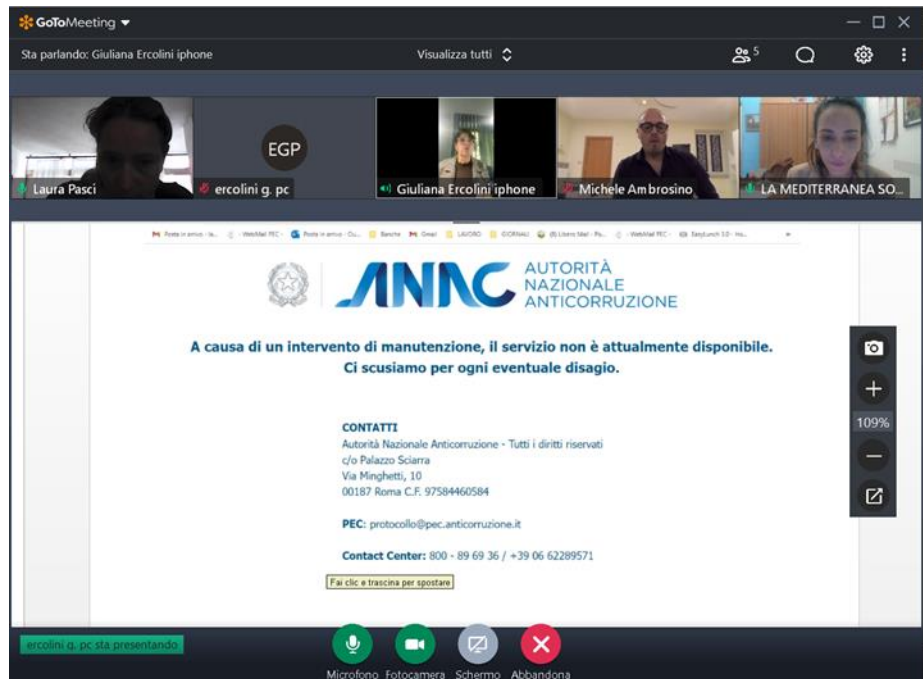 GoToMeeting
Sta parlando: Giuliana Ercolini iphone
Visualizza tutti
5
EGP
Laura Pasci
ercolini g. pc
Giuliana Ercolini iphone
Michele Ambrosino
LA MEDITERRANEA SO...
ANAC
AUTORITÀ
NAZIONALE
ANTICORRUZIONE
A causa di un intervento di manutenzione, il servizio non è attualmente disponibile.
Ci scusiamo per ogni eventuale disagio.
109%
CONTATTI
Autorità Nazionale Anticorruzione - Tutti i diritti riservati
c/o Palazzo Sciarra
Via Minghetti, 10
00187 Roma C.F. 97584460584
PEC: protocollo@pec.anticorruzione.it
Contact Center: 800 - 89 69 36 / +39 06 62289571
Fai clic e trascina per spostare
ercolini g. pc sta presentando
Microfono Fotocamera Schermo Abbandona